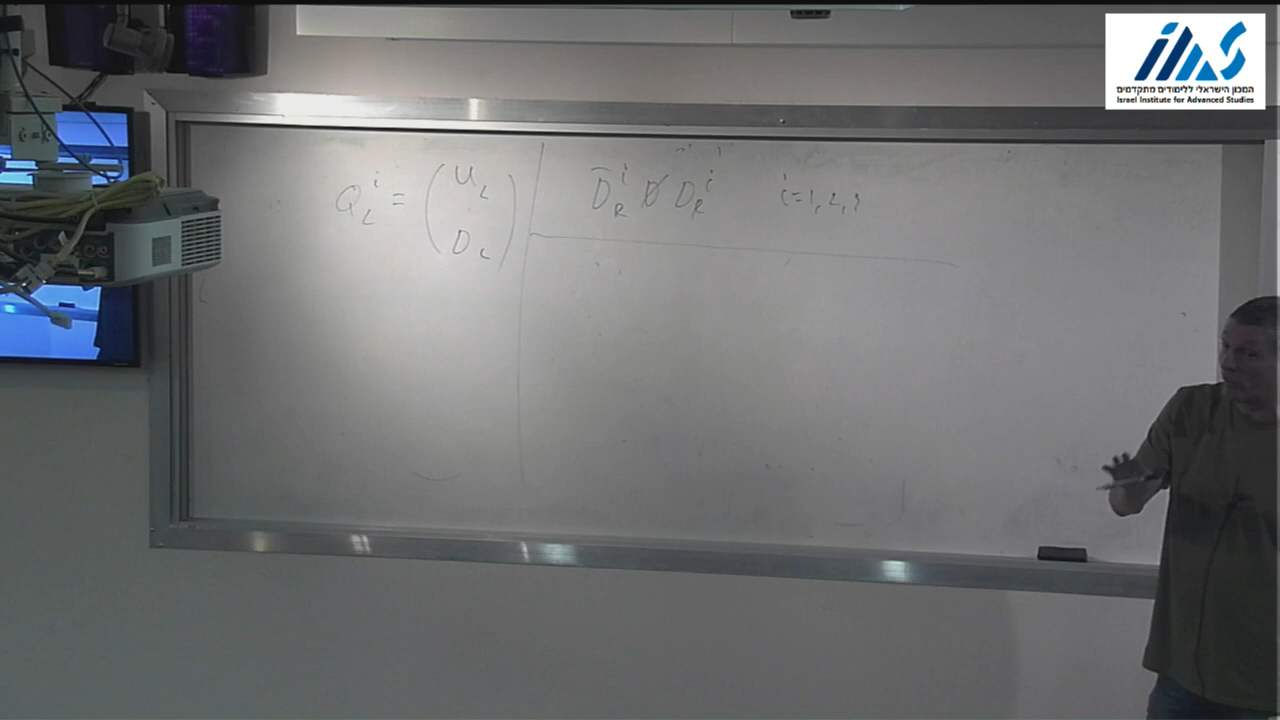 המכון הישראלי ללימודים מתקדמים
Israel Institute for Advanced Studies
Q_L^i = (U_L
D_L)
D̄_R^i D̸ D_R^i i=1,2,3